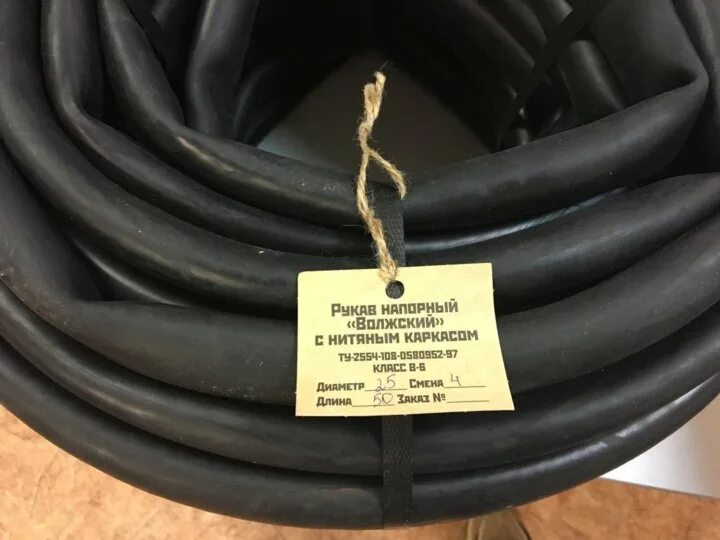 Рукав напорный
«Волжский»
с нитяным каркасом
ТУ-2554-108-0580952-97
класс В-6
Диаметр 25 Смена 4
Длина 50 Заказ №